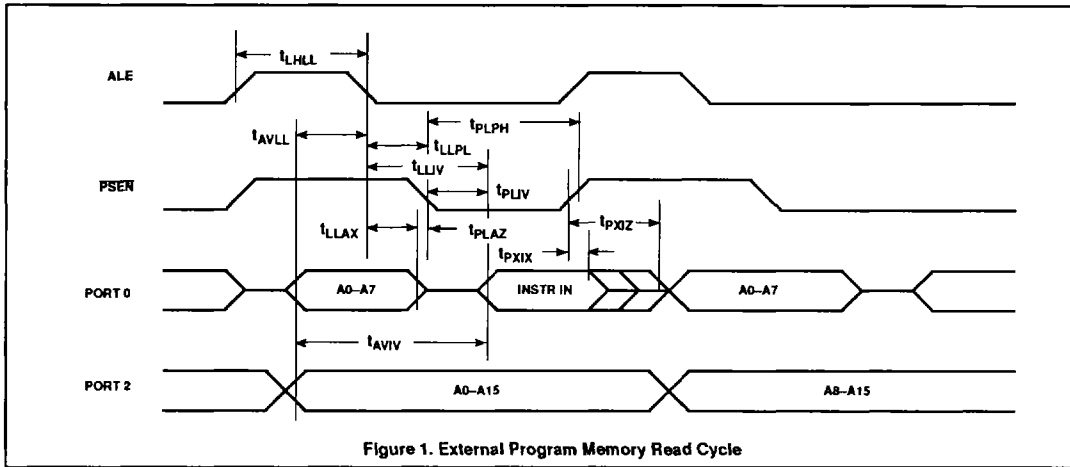 ALE
tLHLL
tAVLL
tLLPL
tPLPH
tLLIV
PSEN
tPLIV
tLLAX
tPLAZ
tPXIZ
tPXIX
PORT 0
A0–A7
INSTR IN
A0–A7
tAVIV
PORT 2
A0–A15
A8–A15
Figure 1. External Program Memory Read Cycle